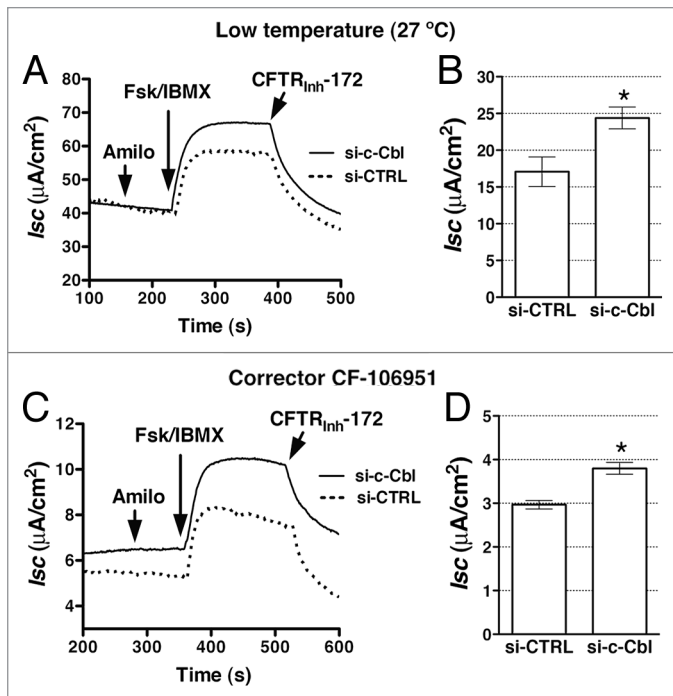 Low temperature (27 °C)
A
Isc (µA/cm²)
80
70
60
50
40
30
20
Amilo
Fsk/IBMX
CFTRInh-172
si-c-Cbl
si-CTRL
100 200 300 400 500
Time (s)
B
Isc (µA/cm²)
30
25
20
15
10
5
0
*
si-CTRL si-c-Cbl
Corrector CF-106951
C
Isc (µA/cm²)
12
10
8
6
4
Amilo
Fsk/IBMX
CFTRInh-172
si-c-Cbl
si-CTRL
200 300 400 500 600
Time (s)
D
Isc (µA/cm²)
5
4
3
2
1
0
*
si-CTRL si-c-Cbl